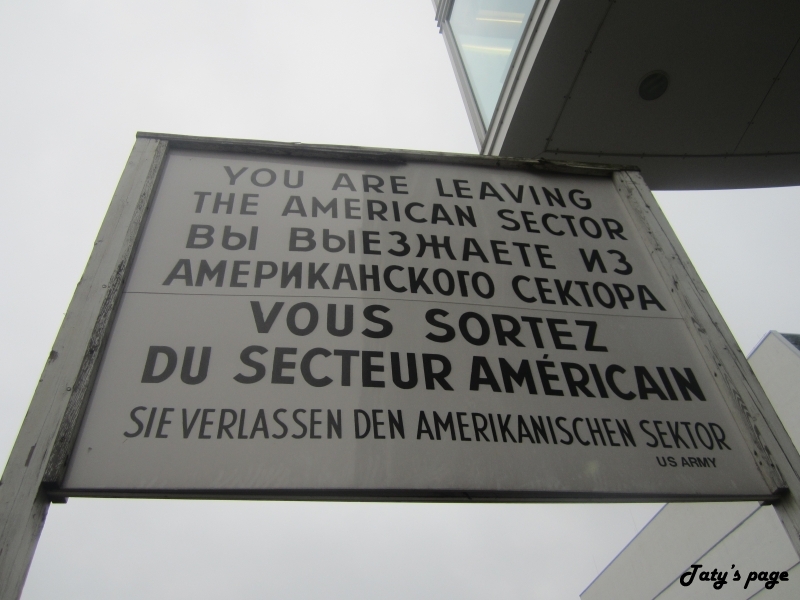 YOU ARE LEAVING
THE AMERICAN SECTOR
ВЫ ВЫЕЗЖАЕТЕ ИЗ
АМЕРИКАНСКОГО СЕКТОРА
VOUS SORTEZ
DU SECTEUR AMÉRICAIN
SIE VERLASSEN DEN AMERIKANISCHEN SEKTOR
US ARMY
Taty's page